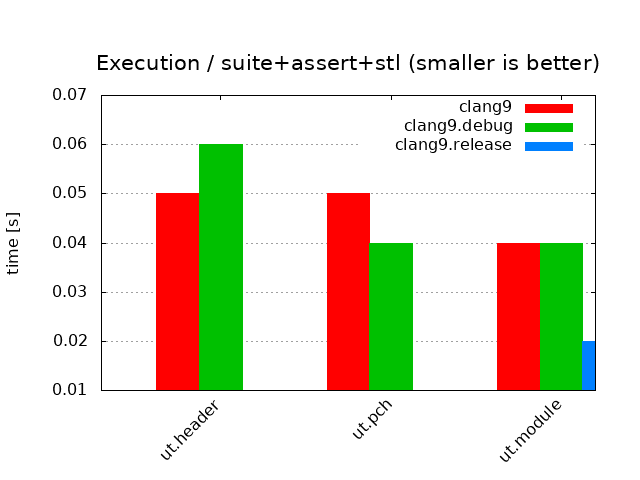 Execution / suite+assert+stl (smaller is better)
clang9
clang9.debug
clang9.release
time [s]
0.07
0.06
0.05
0.04
0.03
0.02
0.01
ut.header
ut.pch
ut.module